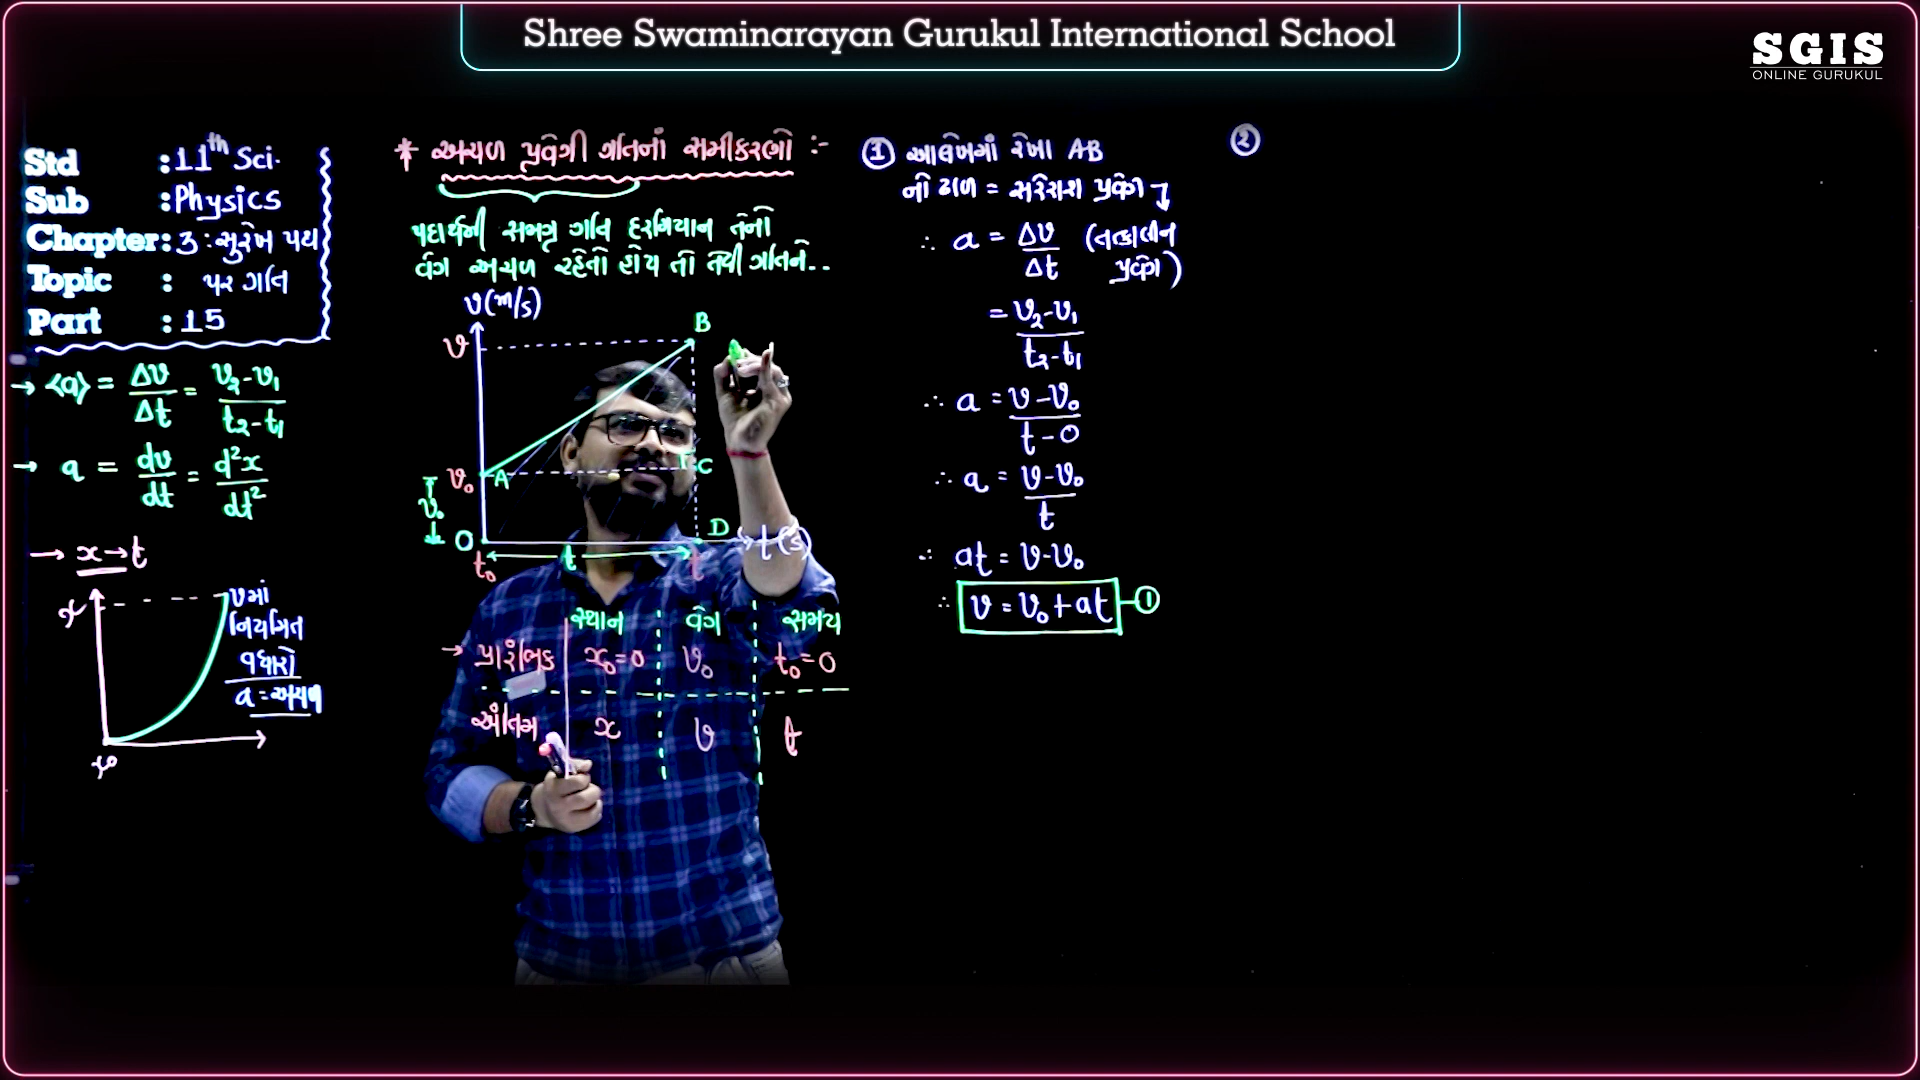 Shree Swaminarayan Gurukul International School
SGIS
ONLINE GURUKUL
Std : 11th Sci.
Sub : Physics
Chapter: 3 : સુરેખ પથ
Topic : પર ગતિ
Part : 15
→ <a> = Δv/Δt = v₂-v₁/t₂-t₁
→ a = dv/dt = d²x/dt²
→ x→t
x
vમાં
નિયમિત
વધારો
a = અચળ
* અચળ પ્રવેગી ગતિનાં સમીકરણો :-
પદાર્થની સમગ્ર ગતિ દરમિયાન તેનો
વેગ અચળ રહેતો હોય તો તેવી ગતિને..
v(m/s)
v
B
v₀ A C
v₀
O D t(s)
t₀ t t
સ્થાન વેગ સમય
→ પ્રારંભિક x₀=0 v₀ t₀=0
અંતિમ x v t
① આલેખમાં રેખા AB
નો ઢાળ = સરેરાશ પ્રવેગ
∴ a = Δv/Δt (તત્કાલીન
પ્રવેગ)
= v₂-v₁/t₂-t₁
∴ a = v-v₀/t-0
∴ a = v-v₀/t
∴ at = v-v₀
∴ v = v₀+at -①
②